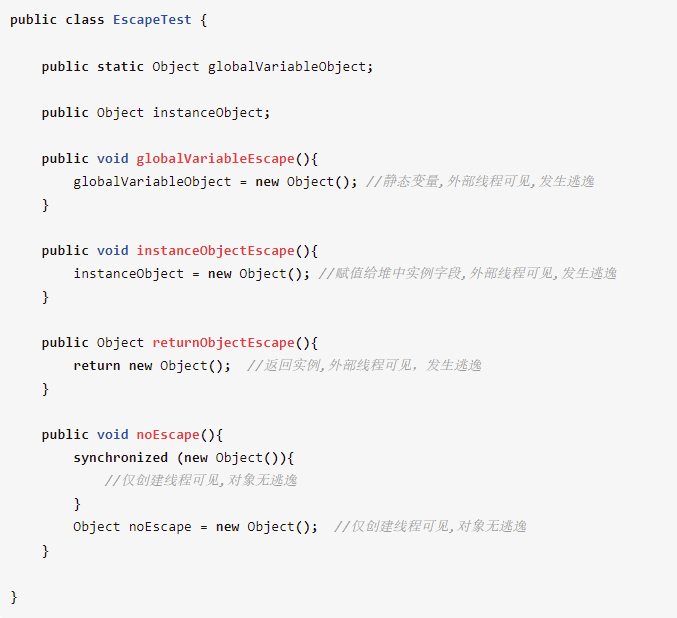 public class EscapeTest {
public static Object globalVariableObject;
public Object instanceObject;
public void globalVariableEscape(){
globalVariableObject = new Object(); //静态变量,外部线程可见,发生逃逸
}
public void instanceObjectEscape(){
instanceObject = new Object(); //赋值给堆中实例字段,外部线程可见,发生逃逸
}
public Object returnObjectEscape(){
return new Object();  //返回实例,外部线程可见，发生逃逸
}
public void noEscape(){
synchronized (new Object()){
//仅创建线程可见,对象无逃逸
}
Object noEscape = new Object();  //仅创建线程可见,对象无逃逸
}
}